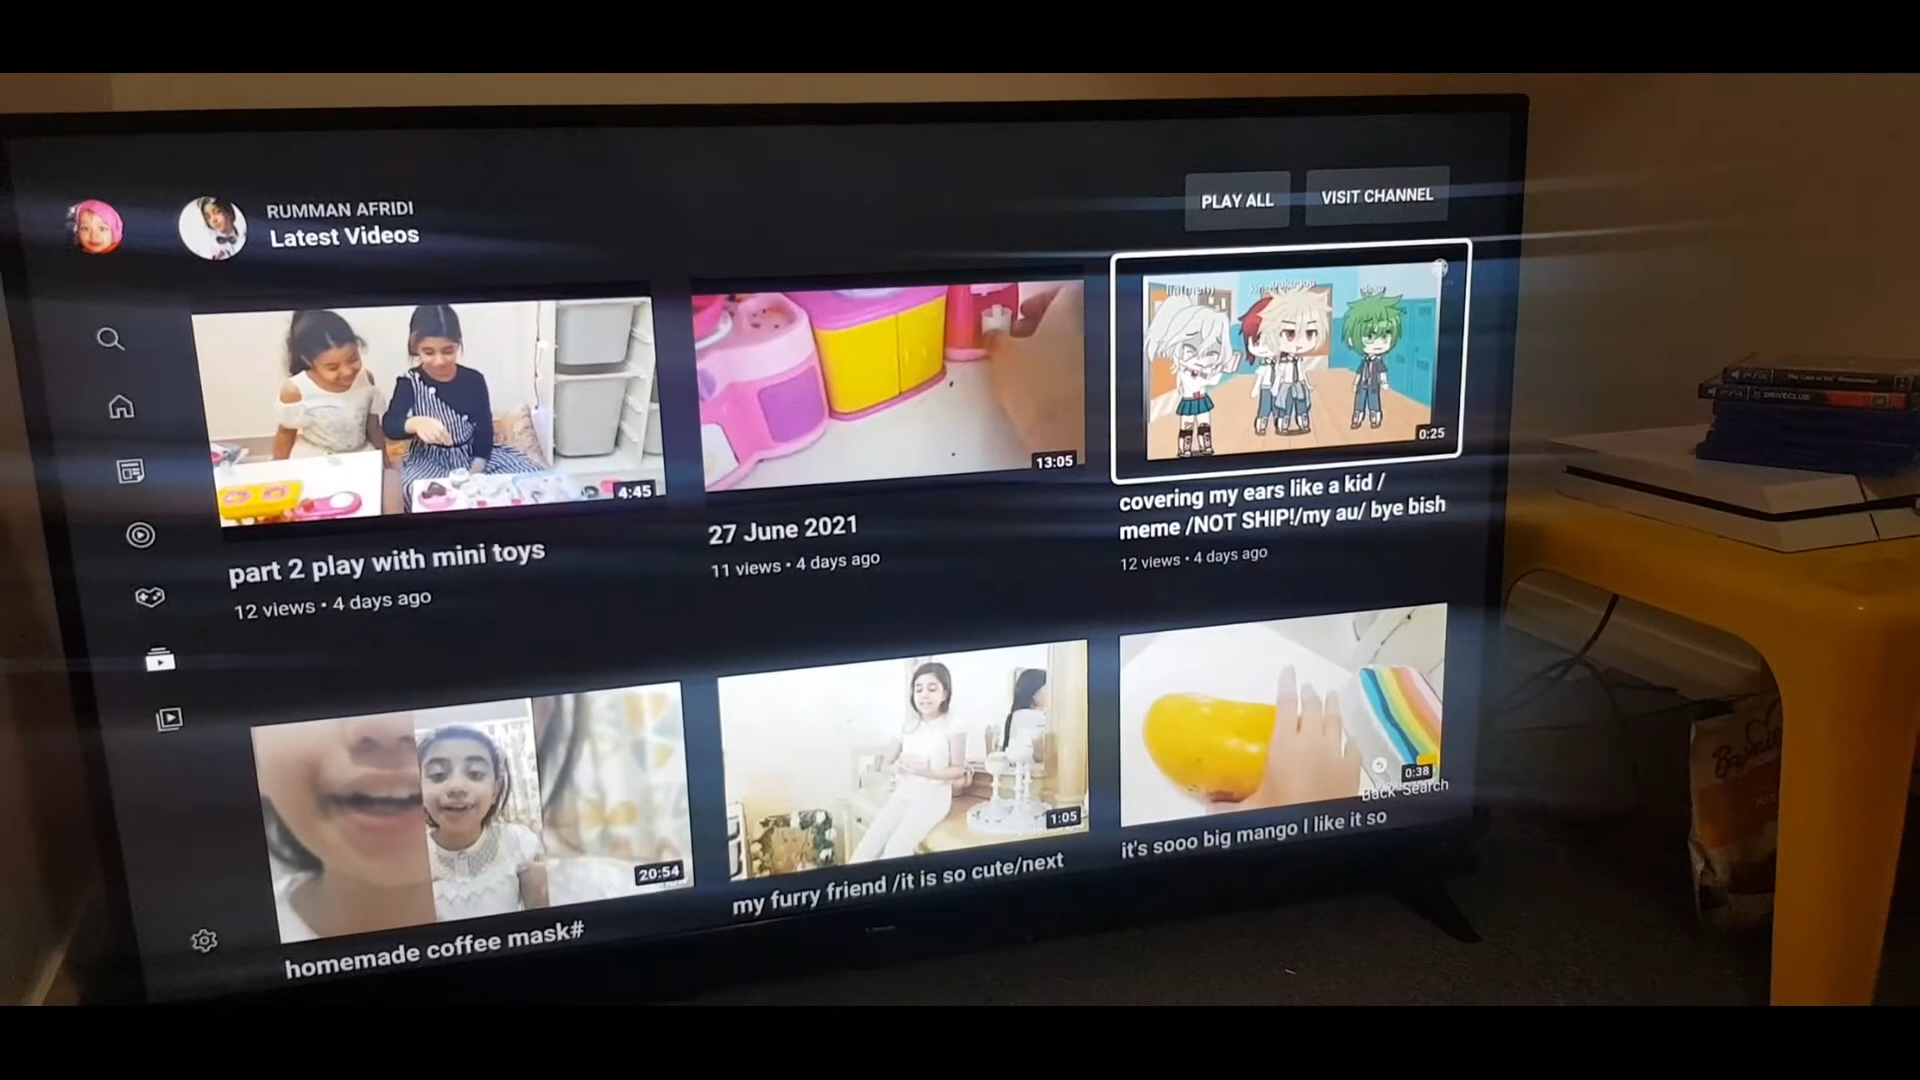 RUMMAN AFRIDI
Latest Videos
PLAY ALL
VISIT CHANNEL
4:45
13:05
0:25
part 2 play with mini toys
12 views • 4 days ago
27 June 2021
11 views • 4 days ago
covering my ears like a kid /
meme /NOT SHIP!/my au/ bye bish
12 views • 4 days ago
20:54
1:05
0:38
Back Search
homemade coffee mask#
my furry friend /it is so cute/next
it's sooo big mango I like it so
DRIVECLUB